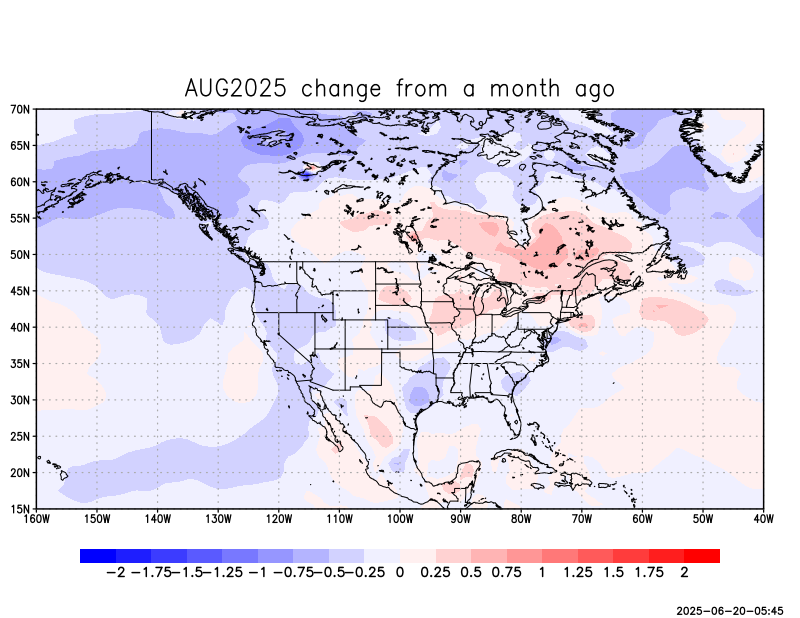 AUG2025 change from a month ago
70N
65N
60N
55N
50N
45N
40N
35N
30N
25N
20N
15N
160W 150W 140W 130W 120W 110W 100W 90W 80W 70W 60W 50W 40W
−2 −1.75 −1.5 −1.25 −1 −0.75 −0.5 −0.25 0 0.25 0.5 0.75 1 1.25 1.5 1.75 2
2025−06−20−05:45